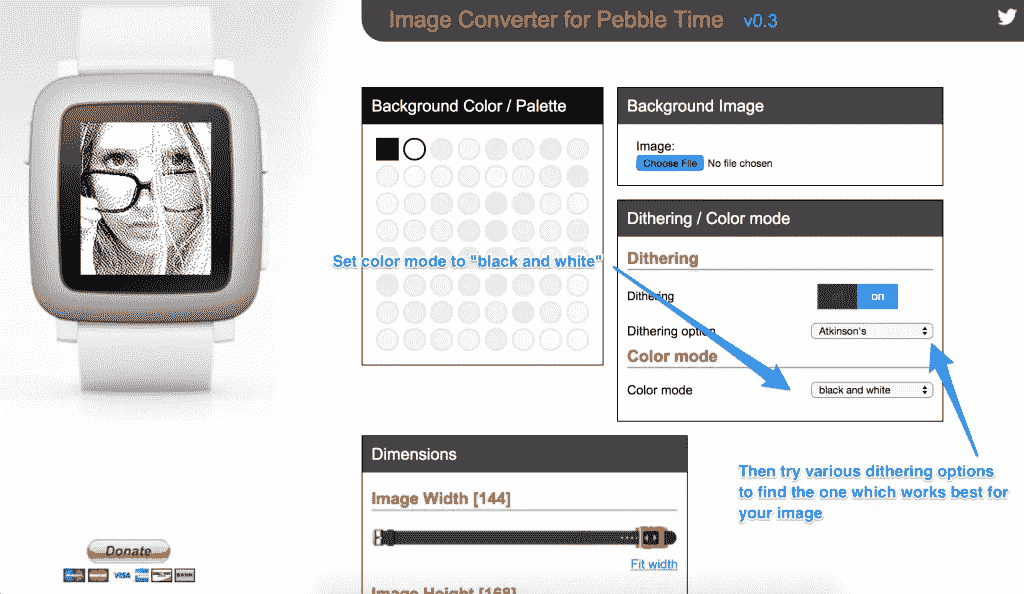 Image Converter for Pebble Time v0.3
Background Color / Palette
Background Image
Image:
Choose File No file chosen
Dithering / Color mode
Set color mode to "black and white"
Dithering
Dithering on
Dithering option Atkinson's
Color mode
Color mode black and white
Then try various dithering options
to find the one which works best for
your image
Dimensions
Image Width [144]
Fit width
Image Height [168]
Donate
VISA